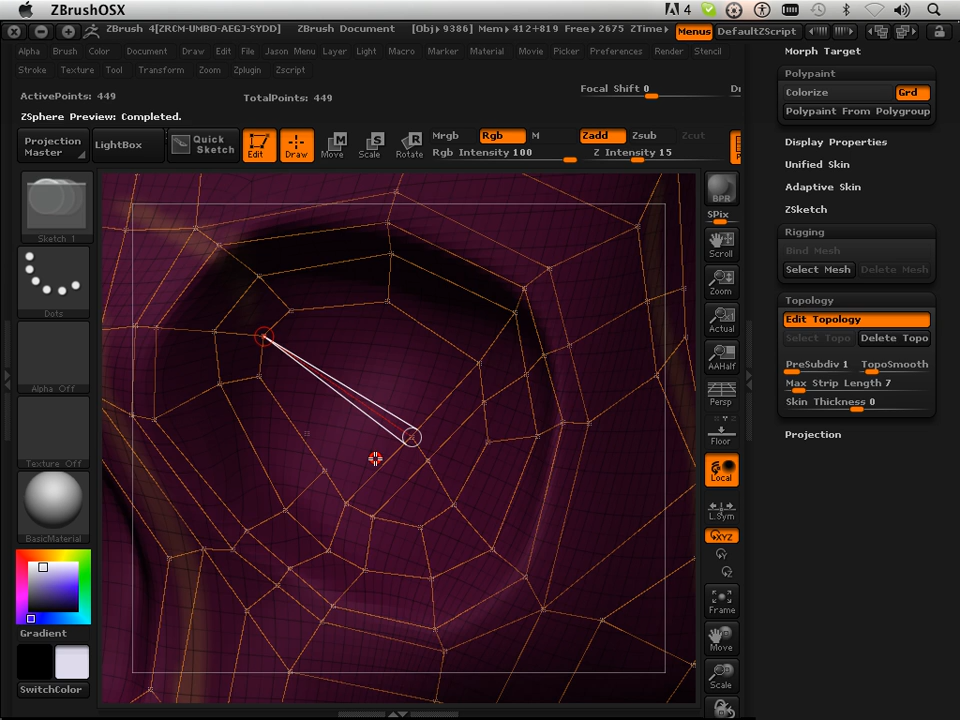 ZBrushOSX
4
ZBrush 4[ZRCM-UMBO-AEGJ-SYDD] ZBrush Document [Obj▸ 9386] Mem▸412+819 Free▸2675 ZTime▸ Menus DefaultZScript
Alpha Brush Color Document Draw Edit File Jason Menu Layer Light Macro Marker Material Movie Picker Preferences Render Stencil
Stroke Texture Tool Transform Zoom Zplugin Zscript
ActivePoints: 449
TotalPoints: 449
Focal Shift 0
ZSphere Preview: Completed.
Projection Master
LightBox
Quick Sketch
Edit
Draw
Move
Scale
Rotate
Mrgb Rgb M
Rgb Intensity 100
Zadd Zsub Zcut
Z Intensity 15
Sketch 1
Dots
Alpha Off
Texture Off
BasicMaterial
Gradient
SwitchColor
BPR
SPix
Scroll
Zoom
Actual
AAHalf
Persp
Floor
Local
L.Sym
XYZ
Y
Z
Frame
Move
Scale
Morph Target
Polypaint
Colorize Grd
Polypaint From Polygroup
Display Properties
Unified Skin
Adaptive Skin
ZSketch
Rigging
Bind Mesh
Select Mesh Delete Mesh
Topology
Edit Topology
Select Topo Delete Topo
PreSubdiv 1 TopoSmooth
Max Strip Length 7
Skin Thickness 0
Projection